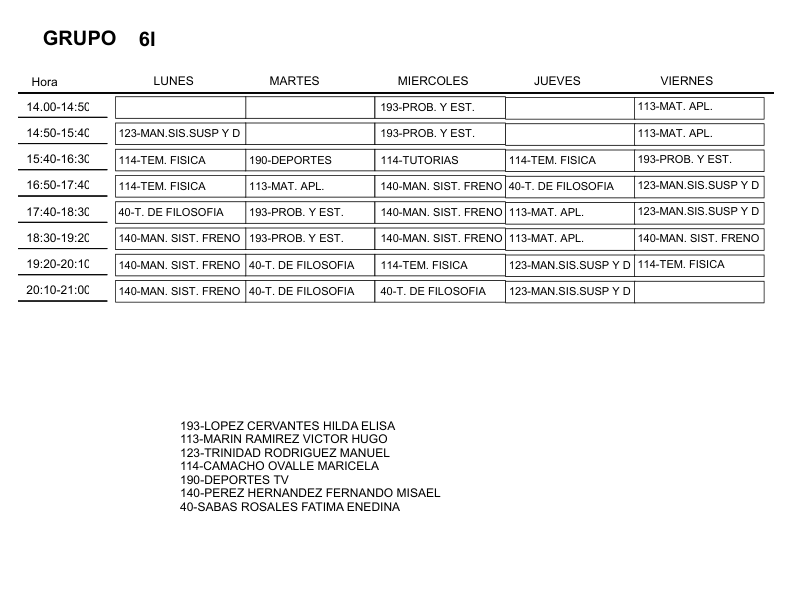 GRUPO 6I
Hora LUNES MARTES MIERCOLES JUEVES VIERNES
14.00-14:50 193-PROB. Y EST. 113-MAT. APL.
14:50-15:40 123-MAN.SIS.SUSP Y D 193-PROB. Y EST. 113-MAT. APL.
15:40-16:30 114-TEM. FISICA 190-DEPORTES 114-TUTORIAS 114-TEM. FISICA 193-PROB. Y EST.
16:50-17:40 114-TEM. FISICA 113-MAT. APL. 140-MAN. SIST. FRENO 40-T. DE FILOSOFIA 123-MAN.SIS.SUSP Y D
17:40-18:30 40-T. DE FILOSOFIA 193-PROB. Y EST. 140-MAN. SIST. FRENO 113-MAT. APL. 123-MAN.SIS.SUSP Y D
18:30-19:20 140-MAN. SIST. FRENO 193-PROB. Y EST. 140-MAN. SIST. FRENO 113-MAT. APL. 140-MAN. SIST. FRENO
19:20-20:10 140-MAN. SIST. FRENO 40-T. DE FILOSOFIA 114-TEM. FISICA 123-MAN.SIS.SUSP Y D 114-TEM. FISICA
20:10-21:00 140-MAN. SIST. FRENO 40-T. DE FILOSOFIA 40-T. DE FILOSOFIA 123-MAN.SIS.SUSP Y D
193-LOPEZ CERVANTES HILDA ELISA
113-MARIN RAMIREZ VICTOR HUGO
123-TRINIDAD RODRIGUEZ MANUEL
114-CAMACHO OVALLE MARICELA
190-DEPORTES TV
140-PEREZ HERNANDEZ FERNANDO MISAEL
40-SABAS ROSALES FATIMA ENEDINA